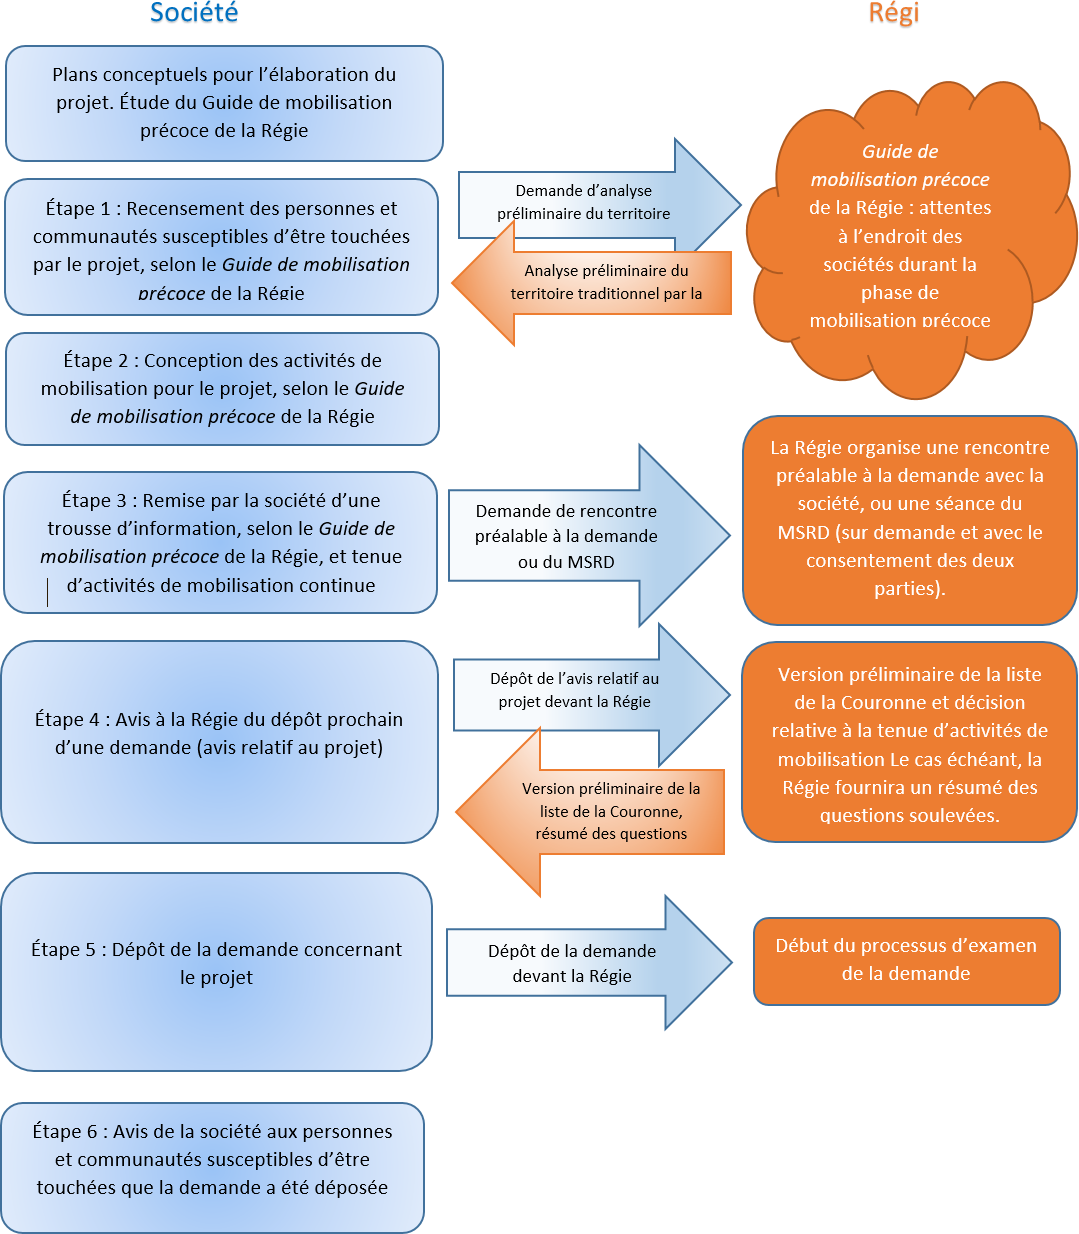 Société
Régi
Plans conceptuels pour l’élaboration du
projet. Étude du Guide de mobilisation
précoce de la Régie
Étape 1 : Recensement des personnes et
communautés susceptibles d’être touchées
par le projet, selon le Guide de mobilisation
précoce de la Régie
Demande d’analyse
préliminaire du territoire
Analyse préliminaire du
territoire traditionnel par la
Guide de
mobilisation précoce
de la Régie : attentes
à l’endroit des
sociétés durant la
phase de
mobilisation précoce
Étape 2 : Conception des activités de
mobilisation pour le projet, selon le Guide
de mobilisation précoce de la Régie
Étape 3 : Remise par la société d’une
trousse d’information, selon le Guide de
mobilisation précoce de la Régie, et tenue
d’activités de mobilisation continue
Demande de rencontre
préalable à la demande
ou du MSRD
La Régie organise une rencontre
préalable à la demande avec la
société, ou une séance du
MSRD (sur demande et avec le
consentement des deux
parties).
Étape 4 : Avis à la Régie du dépôt prochain
d’une demande (avis relatif au projet)
Dépôt de l’avis relatif au
projet devant la Régie
Version préliminaire de la
liste de la Couronne,
résumé des questions
Version préliminaire de la liste
de la Couronne et décision
relative à la tenue d’activités de
mobilisation Le cas échéant, la
Régie fournira un résumé des
questions soulevées.
Étape 5 : Dépôt de la demande concernant
le projet
Dépôt de la demande
devant la Régie
Début du processus d’examen
de la demande
Étape 6 : Avis de la société aux personnes
et communautés susceptibles d’être
touchées que la demande a été déposée